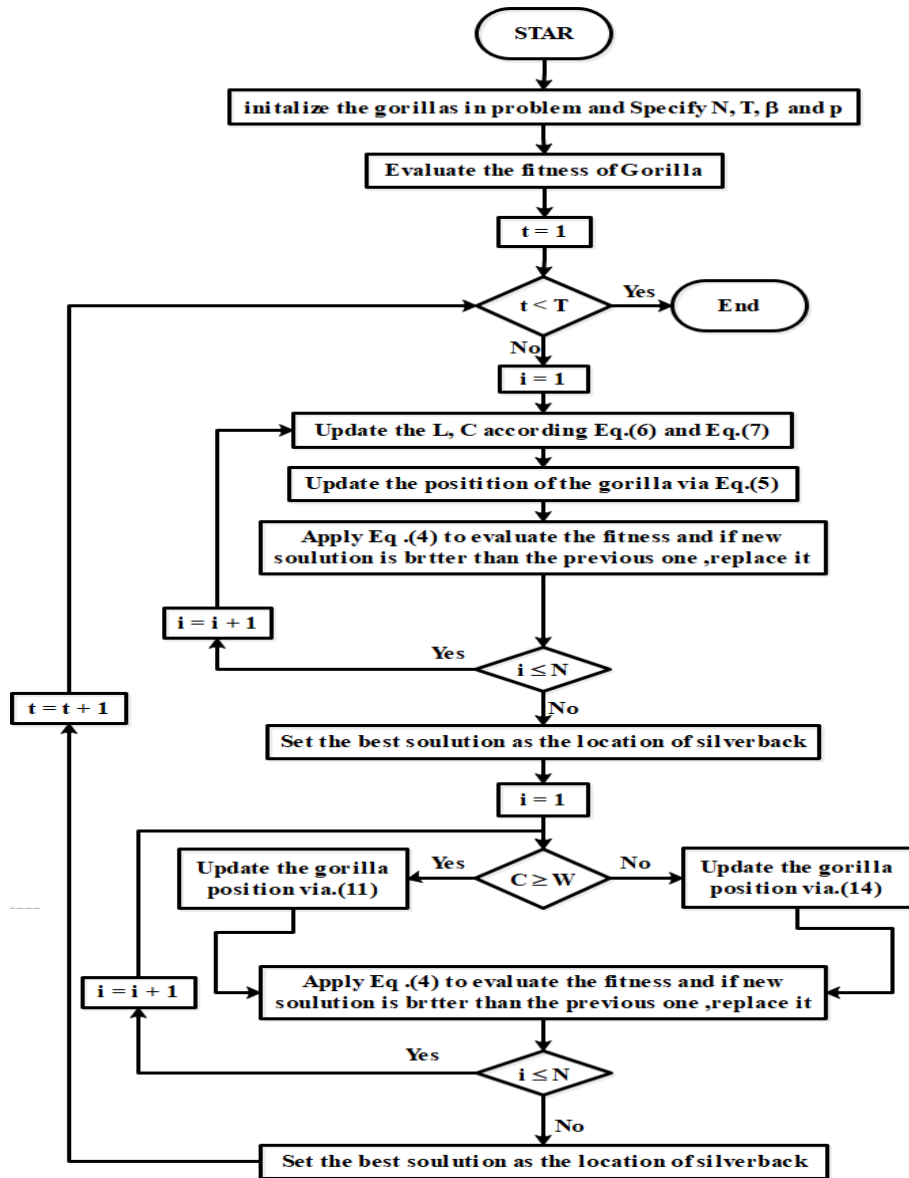 STAR
initalize the gorillas in problem and Specify N, T, β and p
Evaluate the fitness of Gorilla
t = 1
t < T
Yes
End
No
i = 1
Update the L, C according Eq.(6) and Eq.(7)
Update the positition of the gorilla via Eq.(5)
Apply Eq .(4) to evaluate the fitness and if new
soulution is brtter than the previous one ,replace it
i = i + 1
Yes
i ≤ N
No
t = t + 1
Set the best soulution as the location of silverback
i = 1
Update the gorilla
position via.(11)
Yes
C ≥ W
No
Update the gorilla
position via.(14)
i = i + 1
Apply Eq .(4) to evaluate the fitness and if new
soulution is brtter than the previous one ,replace it
Yes
i ≤ N
No
Set the best soulution as the location of silverback